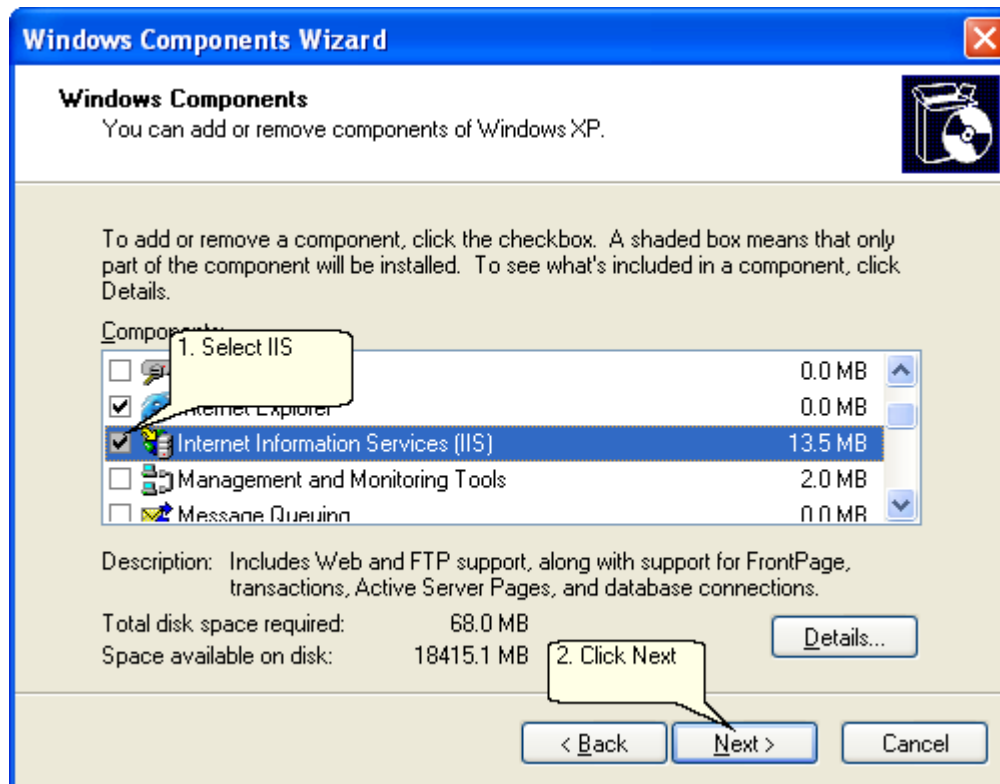 Windows Components Wizard
Windows Components
You can add or remove components of Windows XP.
To add or remove a component, click the checkbox. A shaded box means that only
part of the component will be installed. To see what's included in a component, click
Details.
Components:
1. Select IIS
0.0 MB
Internet Explorer 0.0 MB
Internet Information Services (IIS) 13.5 MB
Management and Monitoring Tools 2.0 MB
Message Queuing 0.0 MB
Description: Includes Web and FTP support, along with support for FrontPage,
transactions, Active Server Pages, and database connections.
Total disk space required: 68.0 MB
Space available on disk: 18415.1 MB
Details...
2. Click Next
< Back Next > Cancel